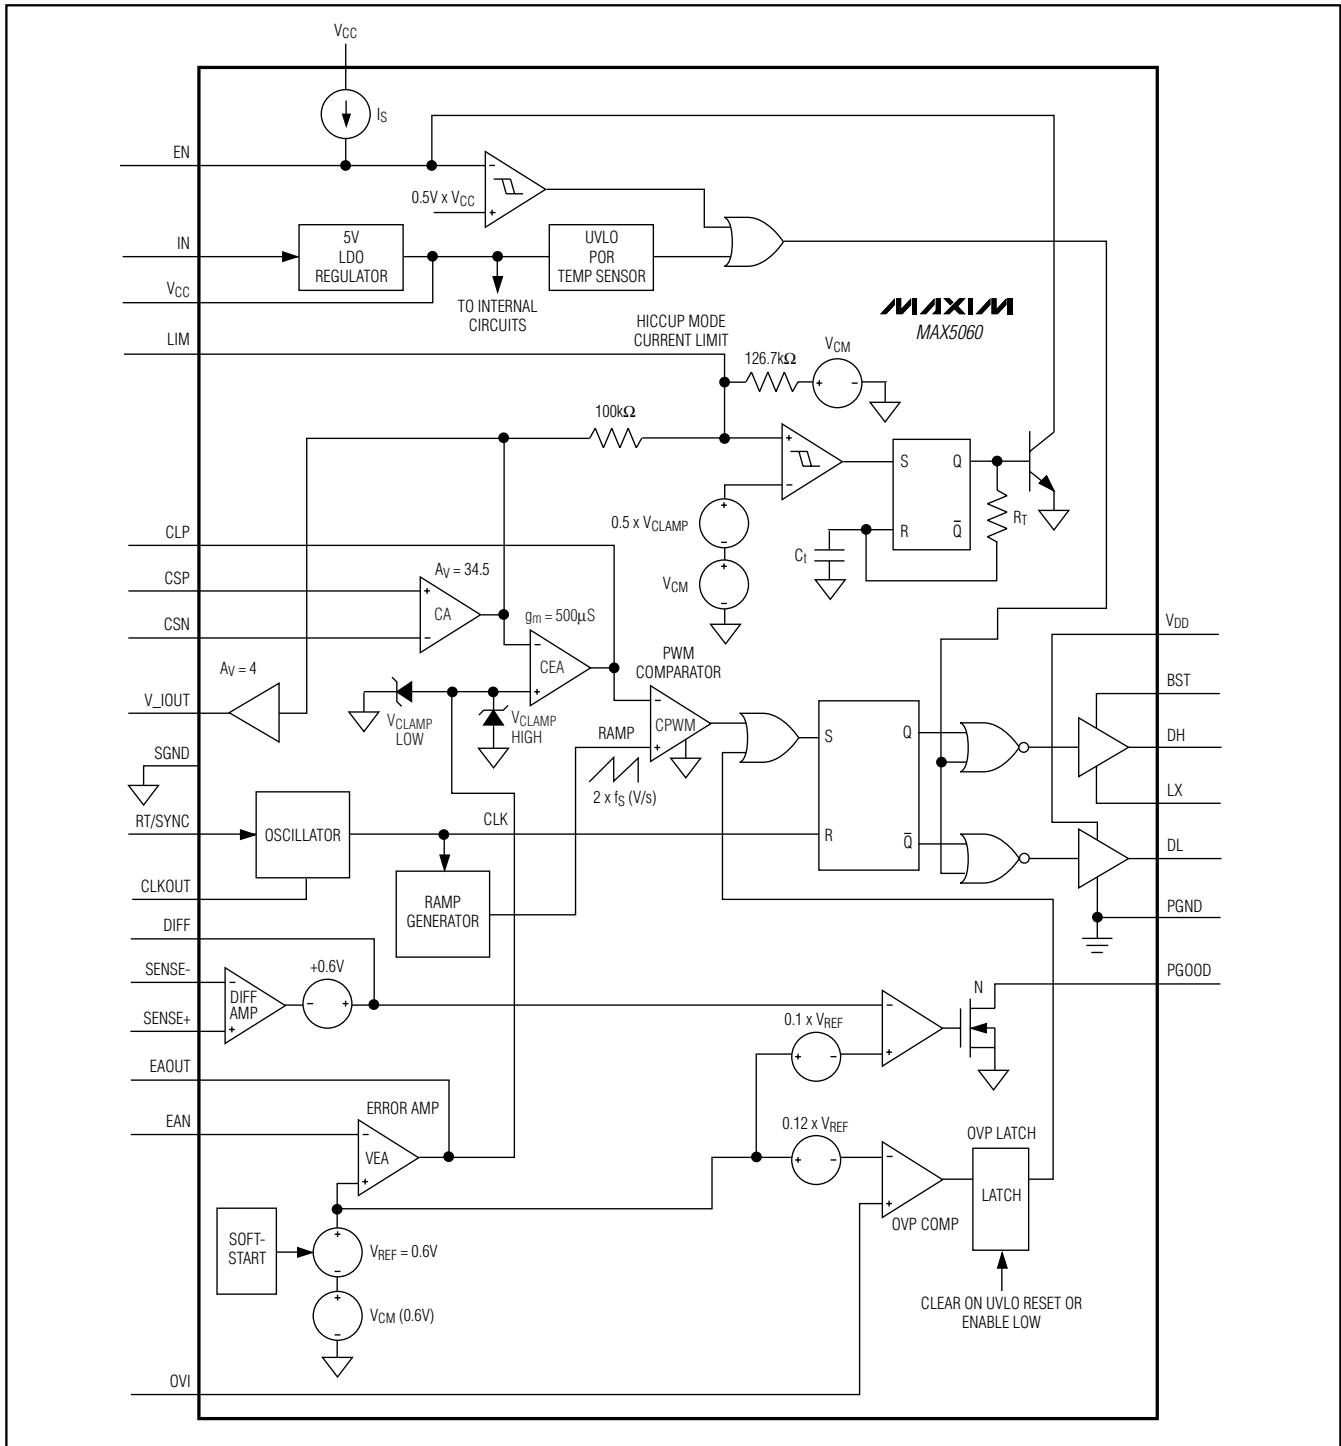 VCC
IS
EN
0.5V x VCC
IN
5V
LDO
REGULATOR
UVLO
POR
TEMP SENSOR
VCC
TO INTERNAL
CIRCUITS
MAXIM
MAX5060
LIM
HICCUP MODE
CURRENT LIMIT
126.7kΩ
VCM
100kΩ
S
Q
R
Q̅
RT
Ct
0.5 x VCLAMP
VCM
CLP
CSP
AV = 34.5
CA
CSN
gm = 500µS
CEA
AV = 4
V_IOUT
VCLAMP
LOW
VCLAMP
HIGH
PWM
COMPARATOR
CPWM
RAMP
2 x fS (V/s)
SGND
RT/SYNC
OSCILLATOR
CLK
CLKOUT
RAMP
GENERATOR
S
Q
R
Q̅
VDD
BST
DH
LX
DL
PGND
DIFF
SENSE-
DIFF
AMP
+0.6V
SENSE+
N
PGOOD
0.1 x VREF
EAOUT
EAN
ERROR AMP
VEA
0.12 x VREF
OVP COMP
OVP LATCH
LATCH
CLEAR ON UVLO RESET OR
ENABLE LOW
SOFT-
START
VREF = 0.6V
VCM (0.6V)
OVI